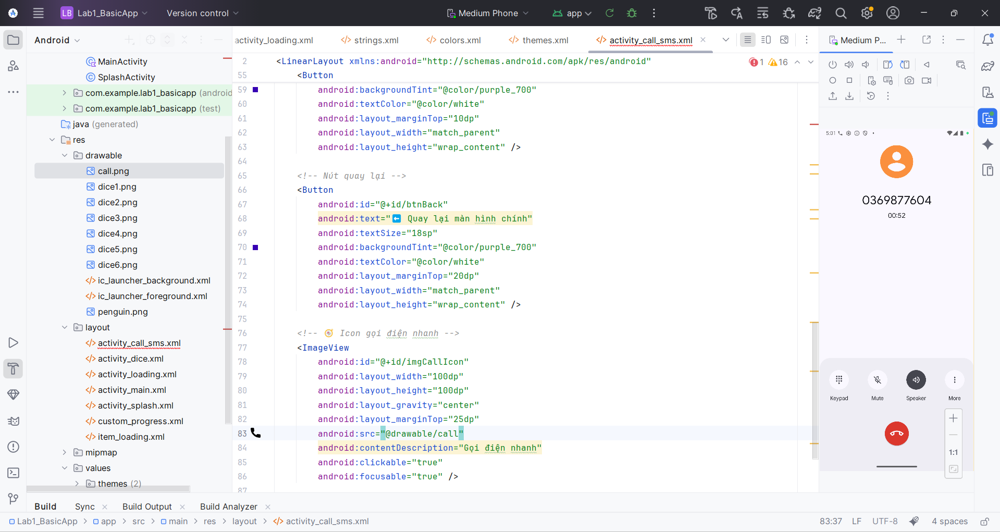 LB Lab1_BasicApp Version control Medium Phone app
Android
activity_loading.xml strings.xml colors.xml themes.xml activity_call_sms.xml
Medium P...
MainActivity
SplashActivity
com.example.lab1_basicapp (android
com.example.lab1_basicapp (test)
java (generated)
res
drawable
call.png
dice1.png
dice2.png
dice3.png
dice4.png
dice5.png
dice6.png
ic_launcher_background.xml
ic_launcher_foreground.xml
penguin.png
layout
activity_call_sms.xml
activity_dice.xml
activity_loading.xml
activity_main.xml
activity_splash.xml
custom_progress.xml
item_loading.xml
mipmap
values
themes (2)
2 <LinearLayout xmlns:android="http://schemas.android.com/apk/res/android"
1 16
55 <Button
59 android:backgroundTint="@color/purple_700"
60 android:textColor="@color/white"
61 android:layout_marginTop="10dp"
62 android:layout_width="match_parent"
63 android:layout_height="wrap_content" />
64
65 <!-- Nút quay lại -->
66 <Button
67 android:id="@+id/btnBack"
68 android:text="⬅️ Quay lại màn hình chính"
69 android:textSize="18sp"
70 android:backgroundTint="@color/purple_700"
71 android:textColor="@color/white"
72 android:layout_marginTop="20dp"
73 android:layout_width="match_parent"
74 android:layout_height="wrap_content" />
75
76 <!-- 🧭 Icon gọi điện nhanh -->
77 <ImageView
78 android:id="@+id/imgCallIcon"
79 android:layout_width="100dp"
80 android:layout_height="100dp"
81 android:layout_gravity="center"
82 android:layout_marginTop="25dp"
83 android:src="@drawable/call"
84 android:contentDescription="Gọi điện nhanh"
85 android:clickable="true"
86 android:focusable="true" />
87
5:01
0369877604
00:52
Keypad Mute Speaker More
1:1
Build Sync Build Output Build Analyzer
Lab1_BasicApp > app > src > main > res > layout > activity_call_sms.xml
83:37 LF UTF-8 4 spaces